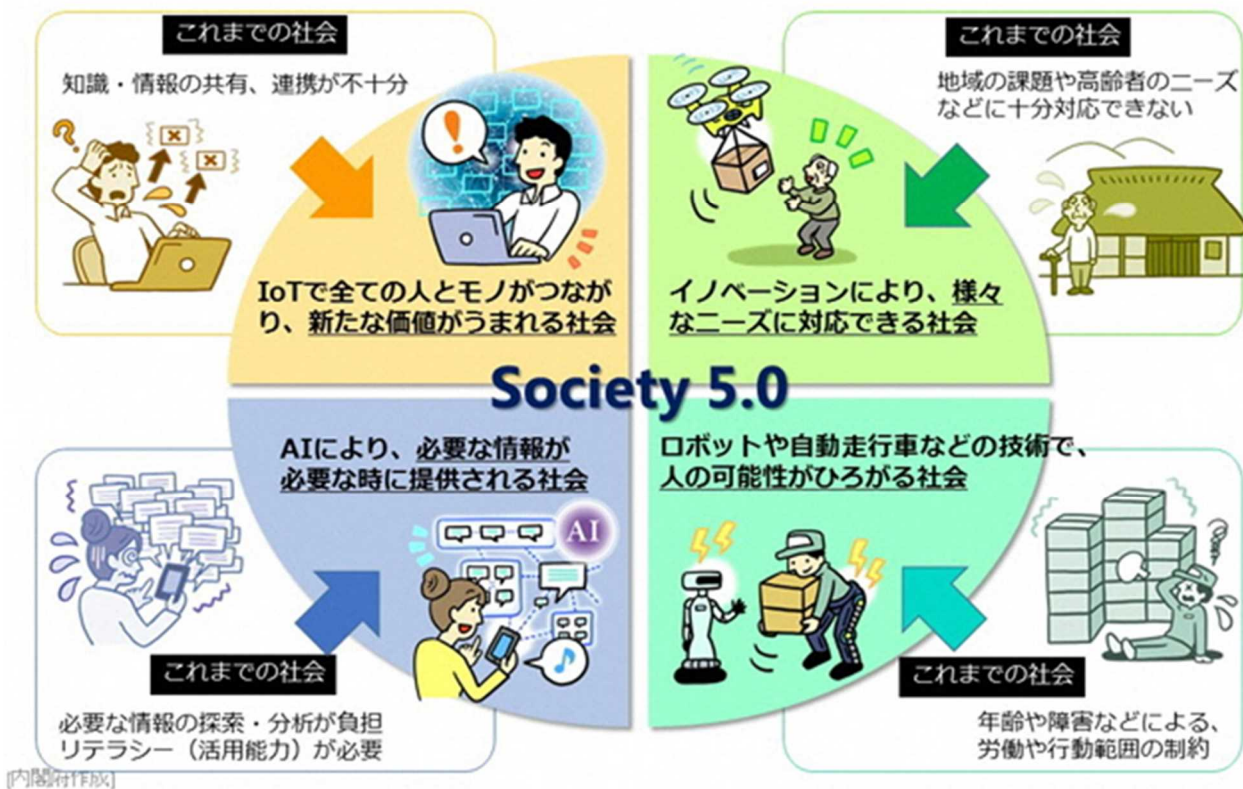 これまでの社会
知識・情報の共有、連携が不十分
IoTで全ての人とモノがつなが
り、新たな価値がうまれる社会
これまでの社会
地域の課題や高齢者のニーズ
などに十分対応できない
イノベーションにより、様々
なニーズに対応できる社会
Society 5.0
AIにより、必要な情報が
必要な時に提供される社会
AI
これまでの社会
必要な情報の探索・分析が負担
リテラシー（活用能力）が必要
ロボットや自動走行車などの技術で、
人の可能性がひろがる社会
これまでの社会
年齢や障害などによる、
労働や行動範囲の制約
[内閣府作成]